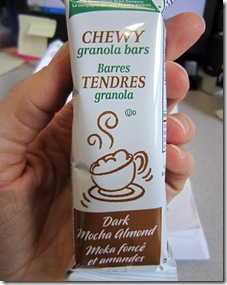 CHEWY
granola bars
Barres
TENDRES
granola
Dark
Mocha Almond
Moka foncé
et amandes